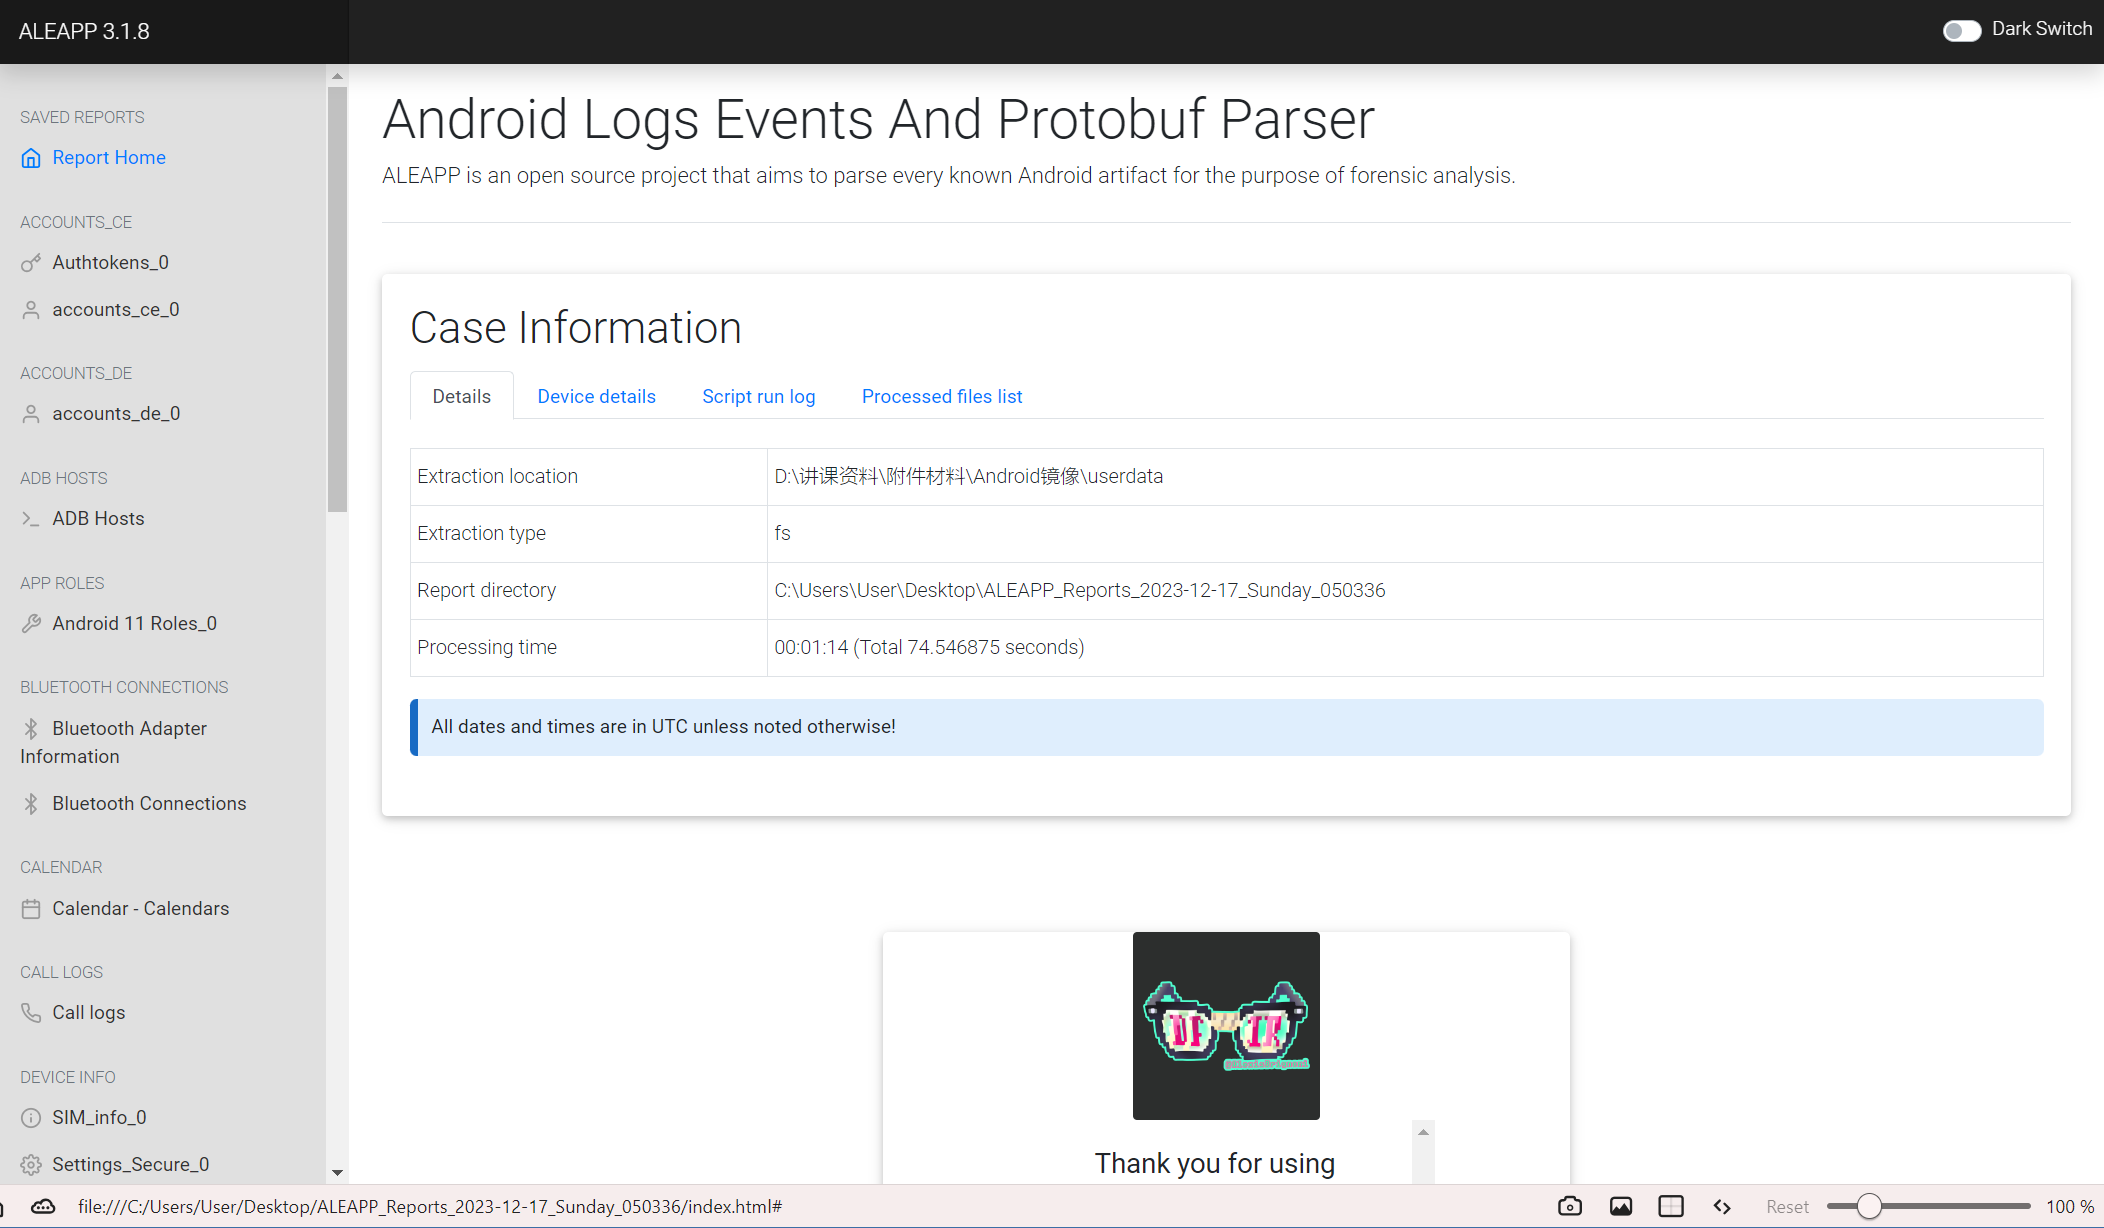 ALEAPP 3.1.8
Dark Switch
SAVED REPORTS
Report Home
ACCOUNTS_CE
Authtokens_0
accounts_ce_0
ACCOUNTS_DE
accounts_de_0
ADB HOSTS
ADB Hosts
APP ROLES
Android 11 Roles_0
BLUETOOTH CONNECTIONS
Bluetooth Adapter
Information
Bluetooth Connections
CALENDAR
Calendar - Calendars
CALL LOGS
Call logs
DEVICE INFO
SIM_info_0
Settings_Secure_0
Android Logs Events And Protobuf Parser
ALEAPP is an open source project that aims to parse every known Android artifact for the purpose of forensic analysis.
Case Information
Details Device details Script run log Processed files list
Extraction location D:\讲课资料\附件材料\Android镜像\userdata
Extraction type fs
Report directory C:\Users\User\Desktop\ALEAPP_Reports_2023-12-17_Sunday_050336
Processing time 00:01:14 (Total 74.546875 seconds)
All dates and times are in UTC unless noted otherwise!
DF IR
Thank you for using
file:///C:/Users/User/Desktop/ALEAPP_Reports_2023-12-17_Sunday_050336/index.html#
Reset 100 %